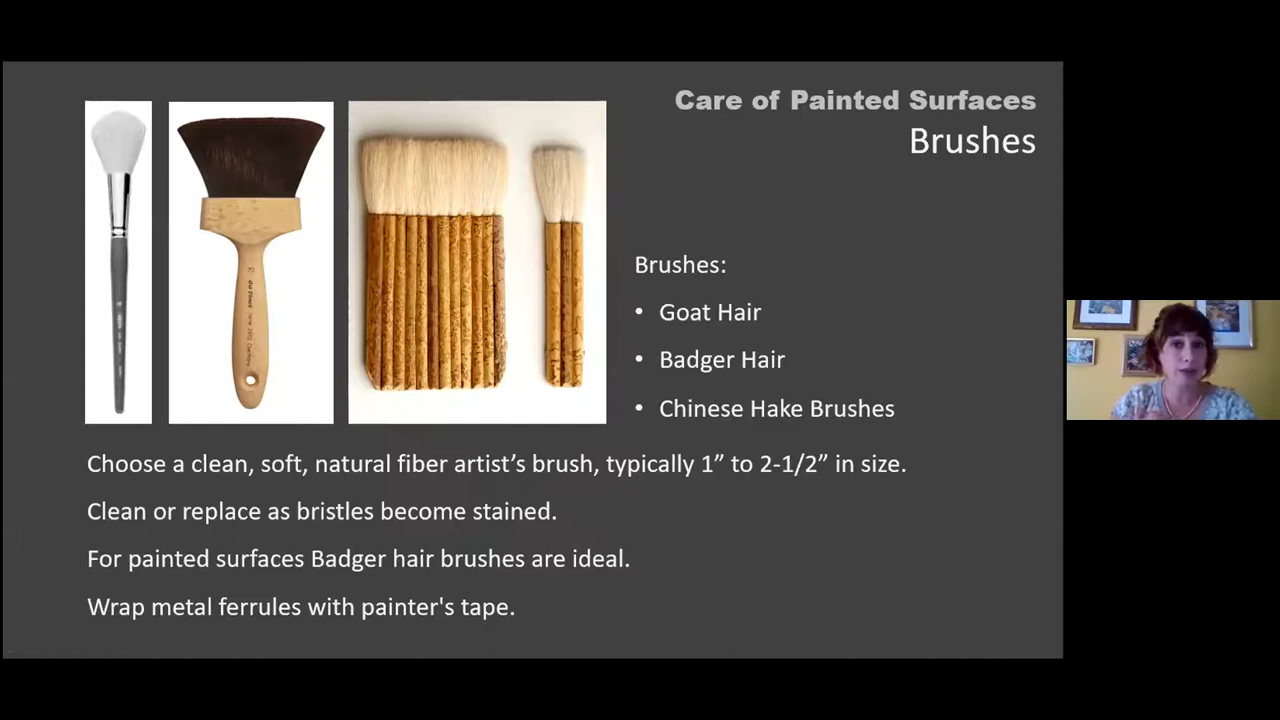 Care of Painted Surfaces
Brushes
Brushes:
• Goat Hair
• Badger Hair
• Chinese Hake Brushes
Choose a clean, soft, natural fiber artist’s brush, typically 1” to 2-1/2” in size.
Clean or replace as bristles become stained.
For painted surfaces Badger hair brushes are ideal.
Wrap metal ferrules with painter's tape.